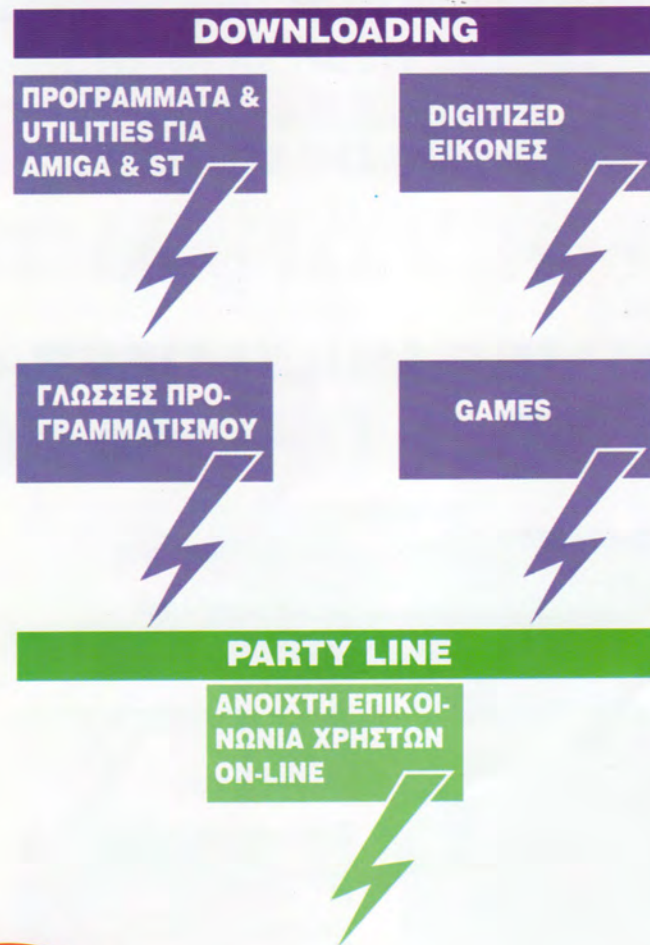 DOWNLOADING
ΠΡΟΓΡΑΜΜΑΤΑ &
UTILITIES ΓΙΑ
AMIGA & ST
DIGITIZED
ΕΙΚΟΝΕΣ
ΓΛΩΣΣΕΣ ΠΡΟ-
ΓΡΑΜΜΑΤΙΣΜΟΥ
GAMES
PARTY LINE
ΑΝΟΙΧΤΗ ΕΠΙΚΟΙ-
ΝΩΝΙΑ ΧΡΗΣΤΩΝ
ON-LINE